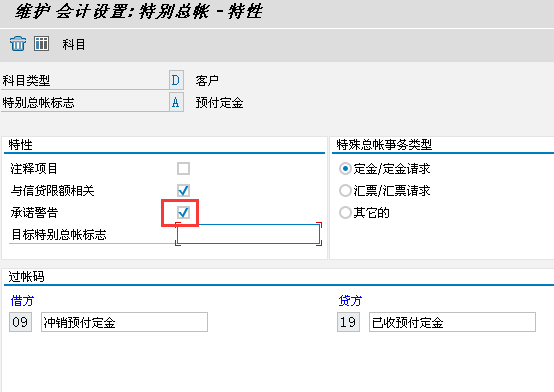 维护 会计设置:特别总帐 - 特性
科目
科目类型 D 客户
特别总帐标志 A 预付定金
特性
注释项目
与信贷限额相关
承诺警告
目标特别总帐标志
特殊总帐事务类型
定金/定金请求
汇票/汇票请求
其它的
过帐码
借方
09 冲销预付定金
贷方
19 已收预付定金